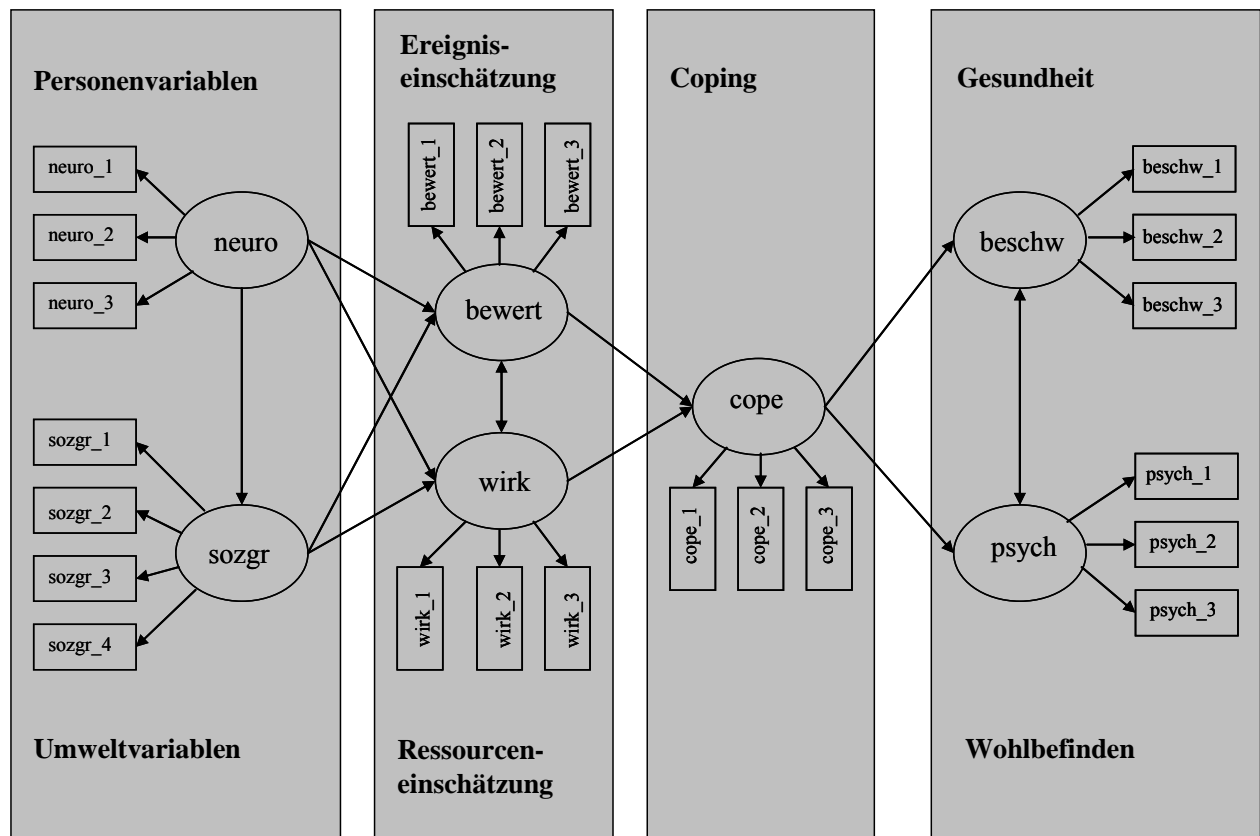 Personenvariablen
neuro_1
neuro_2
neuro_3
neuro
sozgr_1
sozgr_2
sozgr_3
sozgr_4
sozgr
Umweltvariablen
Ereignis-
einschätzung
bewert_1
bewert_2
bewert_3
bewert
wirk
wirk_1
wirk_2
wirk_3
Ressourcen-
einschätzung
Coping
cope
cope_1
cope_2
cope_3
Gesundheit
beschw_1
beschw_2
beschw_3
beschw
psych_1
psych_2
psych_3
psych
Wohlbefinden